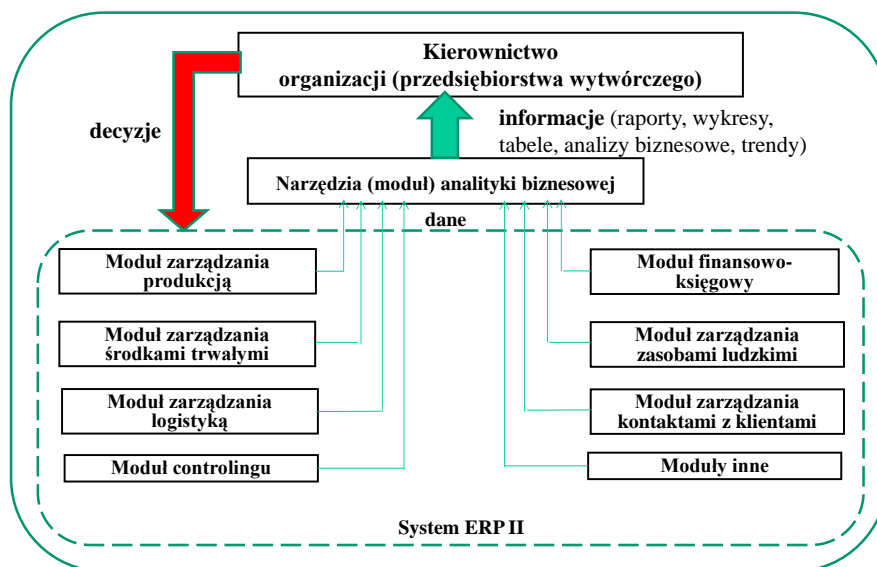 Kierownictwo
organizacji (przedsiębiorstwa wytwórczego)
decyzje
informacje (raporty, wykresy,
tabele, analizy biznesowe, trendy)
Narzędzia (moduł) analityki biznesowej
dane
Moduł zarządzania
produkcją
Moduł finansowo-
księgowy
Moduł zarządzania
środkami trwałymi
Moduł zarządzania
zasobami ludzkimi
Moduł zarządzania
logistyką
Moduł zarządzania
kontaktami z klientami
Moduł controlingu
Moduły inne
System ERP II